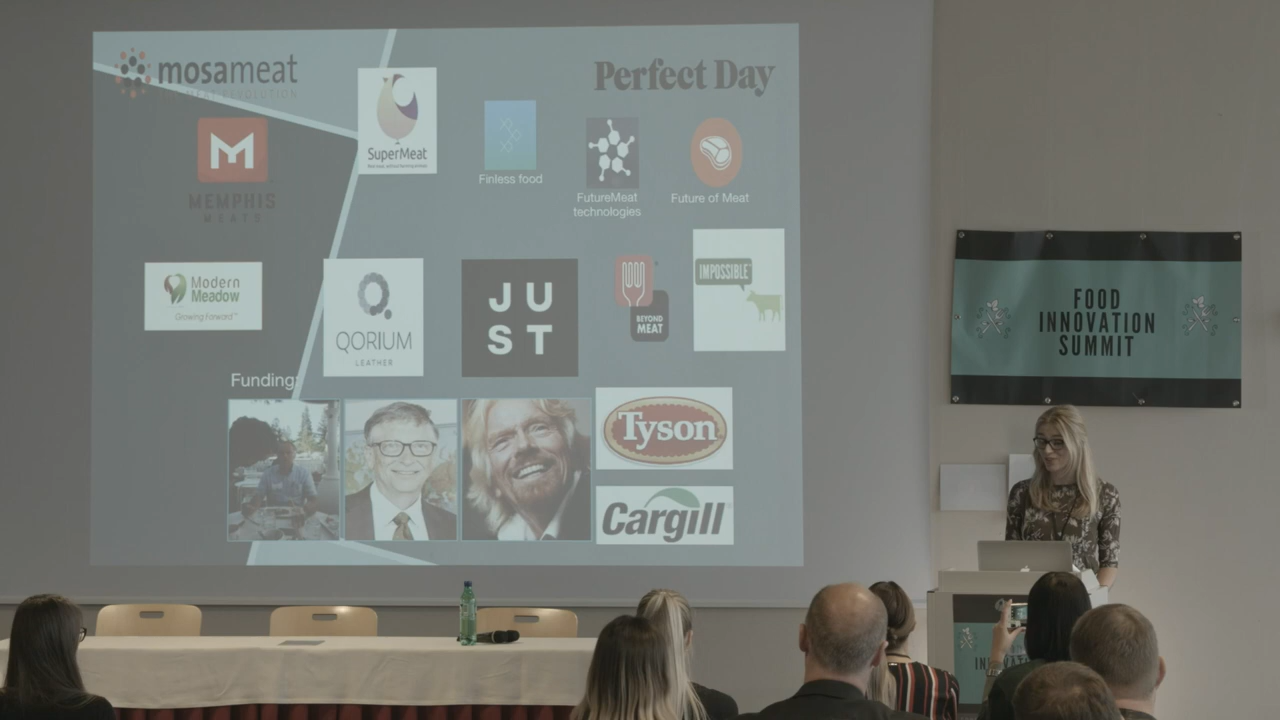 mosameat
Perfect Day
SuperMeat
Finless food
FutureMeat
technologies
Future of Meat
M
MEMPHIS
MEATS
Modern
Meadow
Growing Forward™
QORIUM
LEATHER
JU
ST
BEYOND
MEAT
IMPOSSIBLE
Funding:
Tyson
Cargill
FOOD
INNOVATION
SUMMIT